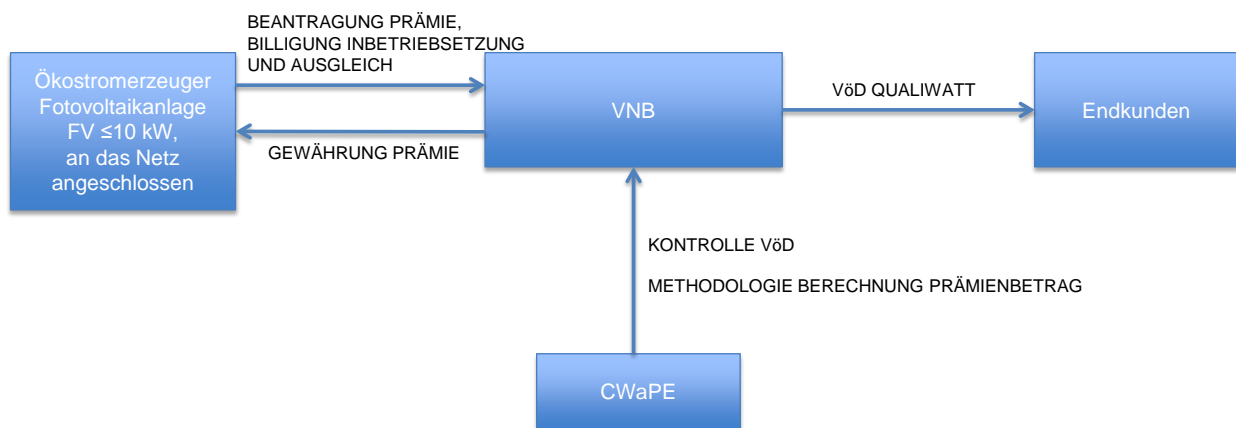 BEANTRAGUNG PRÄMIE,
BILLIGUNG INBETRIEBSETZUNG
UND AUSGLEICH
Ökostromerzeuger
Fotovoltaikanlage
FV ≤10 kW,
an das Netz
angeschlossen
VNB
VöD QUALIWATT
Endkunden
GEWÄHRUNG PRÄMIE
KONTROLLE VöD
METHODOLOGIE BERECHNUNG PRÄMIENBETRAG
CWaPE